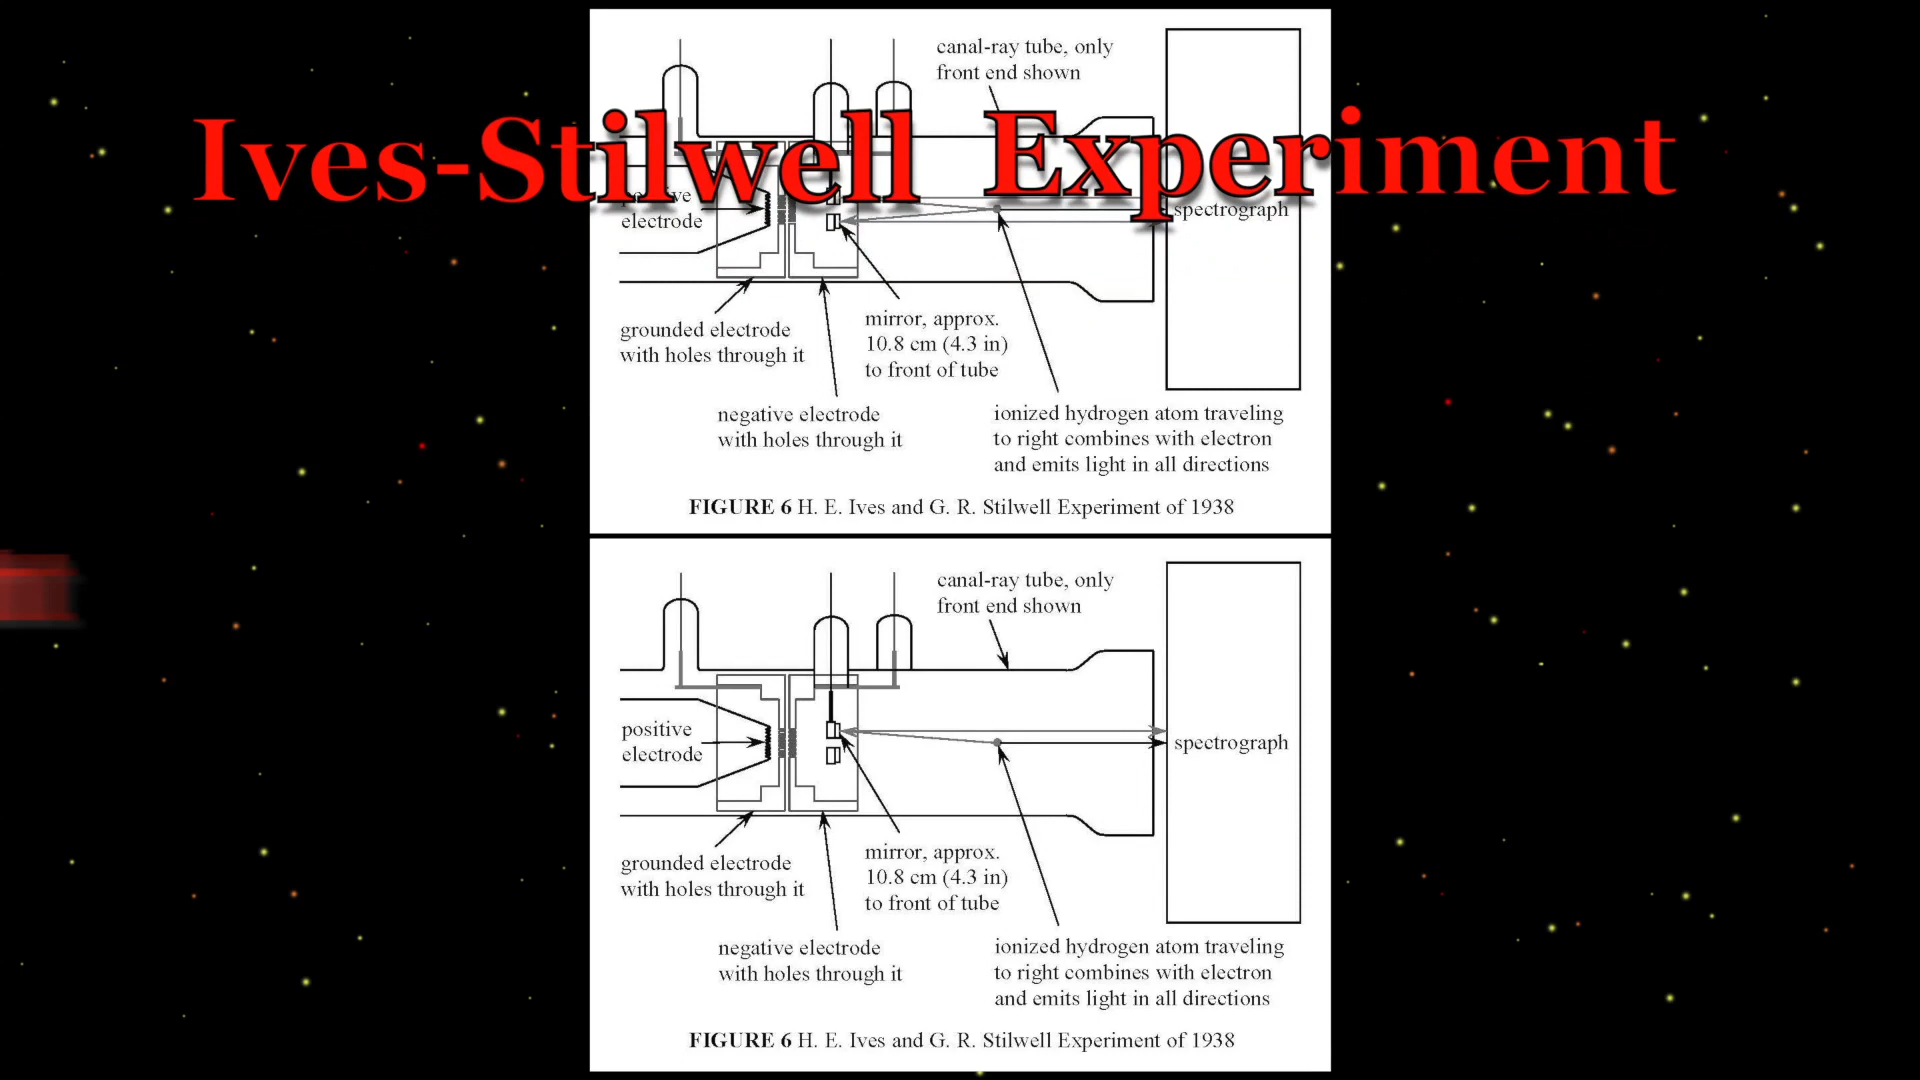 Ives-Stilwell Experiment
canal-ray tube, only
front end shown
positive
electrode
spectrograph
grounded electrode
with holes through it
mirror, approx.
10.8 cm (4.3 in)
to front of tube
negative electrode
with holes through it
ionized hydrogen atom traveling
to right combines with electron
and emits light in all directions
FIGURE 6 H. E. Ives and G. R. Stilwell Experiment of 1938
canal-ray tube, only
front end shown
positive
electrode
spectrograph
grounded electrode
with holes through it
mirror, approx.
10.8 cm (4.3 in)
to front of tube
negative electrode
with holes through it
ionized hydrogen atom traveling
to right combines with electron
and emits light in all directions
FIGURE 6 H. E. Ives and G. R. Stilwell Experiment of 1938